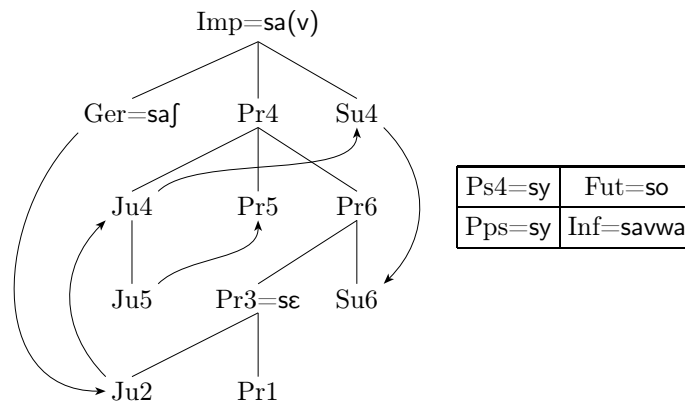 Imp=sa(v)
Ger=saʃ Pr4 Su4
Ps4=sy Fut=so
Ju4 Pr5 Pr6
Pps=sy Inf=savwa
Ju5 Pr3=sɛ Su6
Ju2 Pr1